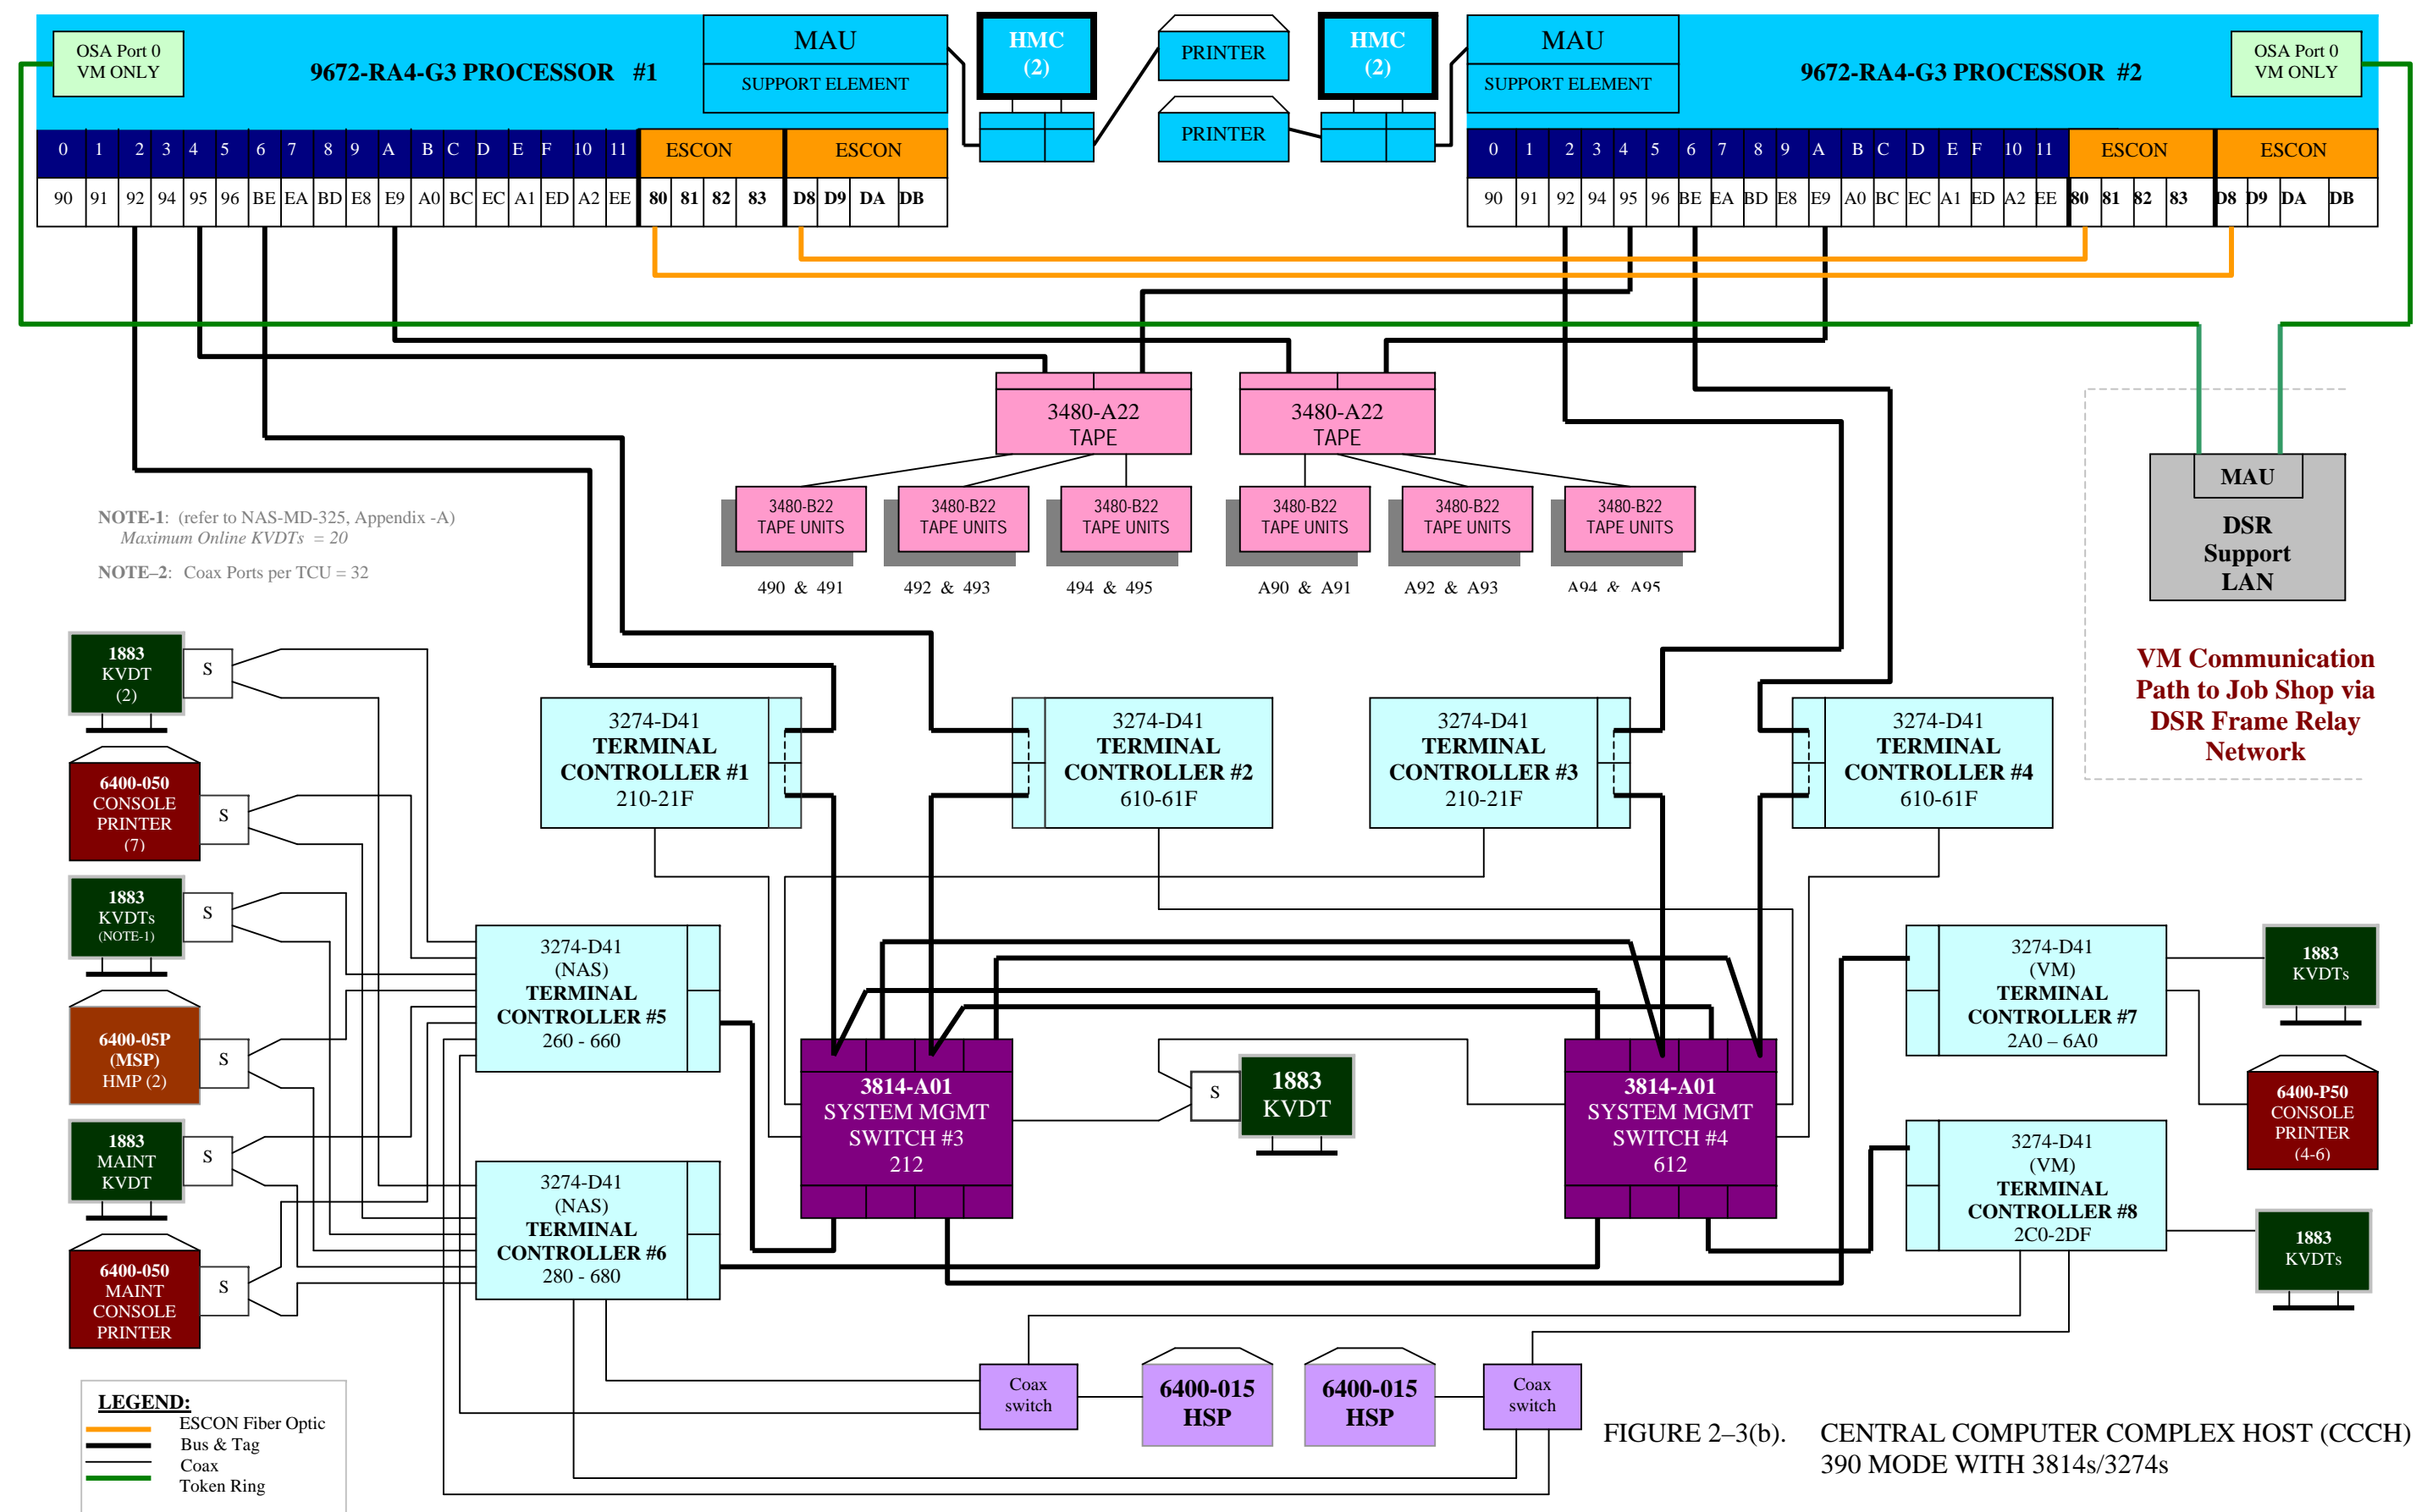 OSA Port 0
VM ONLY
9672-RA4-G3 PROCESSOR #1
MAU
SUPPORT ELEMENT
HMC
(2)
PRINTER
PRINTER
HMC
(2)
MAU
SUPPORT ELEMENT
9672-RA4-G3 PROCESSOR #2
OSA Port 0
VM ONLY
0 1 2 3 4 5 6 7 8 9 A B C D E F 10 11 ESCON ESCON
90 91 92 94 95 96 BE EA BD E8 E9 A0 BC EC A1 ED A2 EE 80 81 82 83 D8 D9 DA DB
0 1 2 3 4 5 6 7 8 9 A B C D E F 10 11 ESCON ESCON
90 91 92 94 95 96 BE EA BD E8 E9 A0 BC EC A1 ED A2 EE 80 81 82 83 D8 D9 DA DB
3480-A22
TAPE
3480-A22
TAPE
3480-B22
TAPE UNITS
3480-B22
TAPE UNITS
3480-B22
TAPE UNITS
3480-B22
TAPE UNITS
3480-B22
TAPE UNITS
3480-B22
TAPE UNITS
490 & 491
492 & 493
494 & 495
A90 & A91
A92 & A93
A94 & A95
NOTE-1: (refer to NAS-MD-325, Appendix -A)
Maximum Online KVDTs = 20
NOTE–2: Coax Ports per TCU = 32
MAU
DSR
Support
LAN
VM Communication
Path to Job Shop via
DSR Frame Relay
Network
1883
KVDT
(2)
S
6400-050
CONSOLE
PRINTER
(7)
S
1883
KVDTs
(NOTE-1)
S
6400-05P
(MSP)
HMP (2)
S
1883
MAINT
KVDT
S
6400-050
MAINT
CONSOLE
PRINTER
S
3274-D41
TERMINAL
CONTROLLER #1
210-21F
3274-D41
TERMINAL
CONTROLLER #2
610-61F
3274-D41
TERMINAL
CONTROLLER #3
210-21F
3274-D41
TERMINAL
CONTROLLER #4
610-61F
3274-D41
(NAS)
TERMINAL
CONTROLLER #5
260 - 660
3274-D41
(NAS)
TERMINAL
CONTROLLER #6
280 - 680
3814-A01
SYSTEM MGMT
SWITCH #3
212
S
1883
KVDT
3814-A01
SYSTEM MGMT
SWITCH #4
612
3274-D41
(VM)
TERMINAL
CONTROLLER #7
2A0 – 6A0
3274-D41
(VM)
TERMINAL
CONTROLLER #8
2C0-2DF
1883
KVDTs
6400-P50
CONSOLE
PRINTER
(4-6)
1883
KVDTs
Coax
switch
6400-015
HSP
6400-015
HSP
Coax
switch
LEGEND:
ESCON Fiber Optic
Bus & Tag
Coax
Token Ring
FIGURE 2–3(b). CENTRAL COMPUTER COMPLEX HOST (CCCH)
390 MODE WITH 3814s/3274s